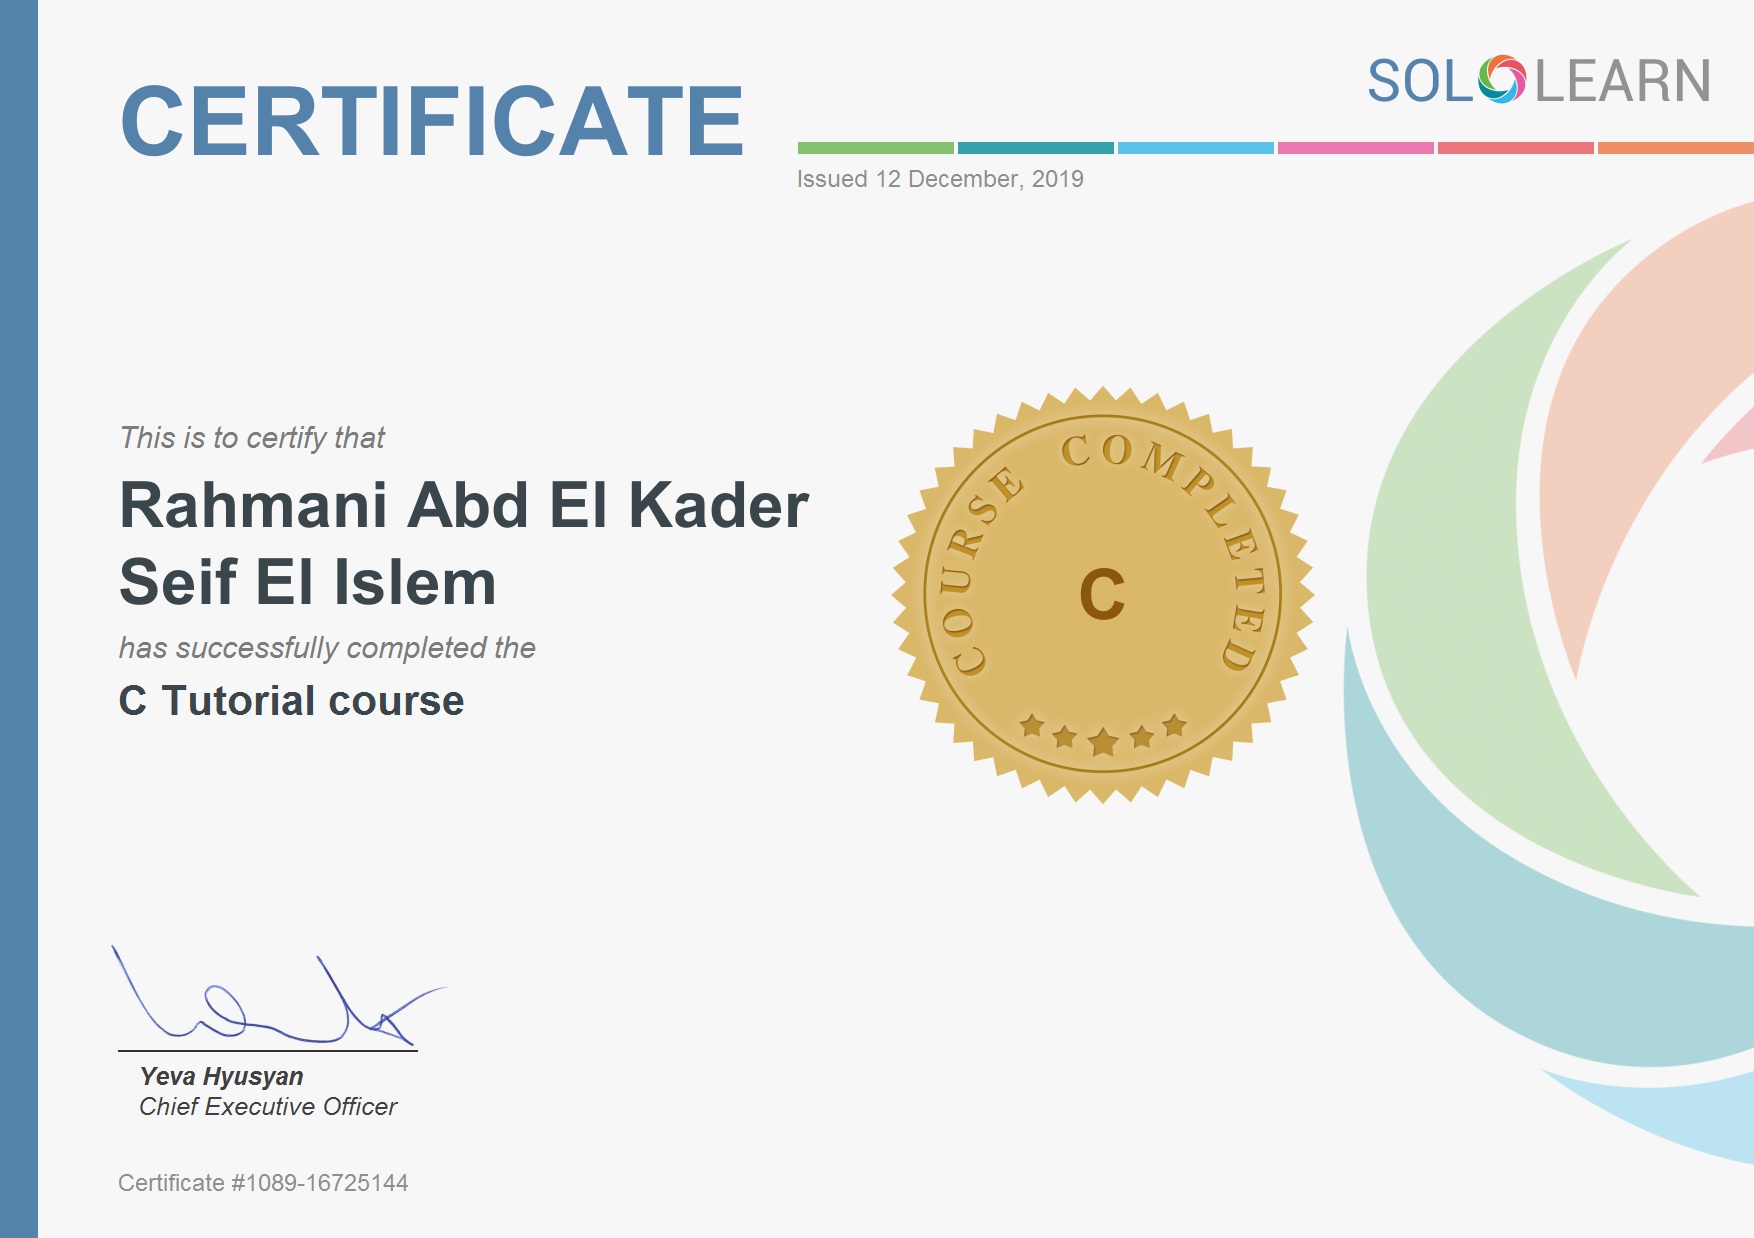 CERTIFICATE
SOLOLEARN
Issued 12 December, 2019
This is to certify that
Rahmani Abd El Kader
Seif El Islem
has successfully completed the
C Tutorial course
COURSE COMPLETED
C
Yeva Hyusyan
Chief Executive Officer
Certificate #1089-16725144